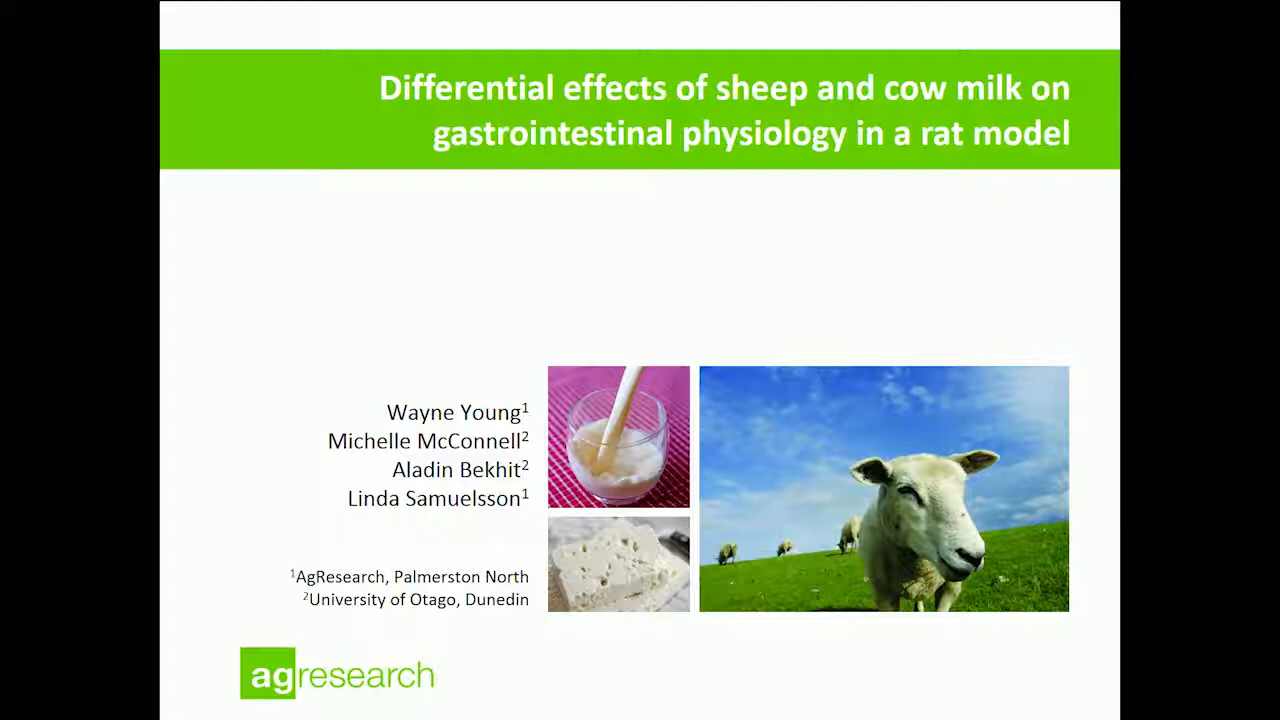 Differential effects of sheep and cow milk on
gastrointestinal physiology in a rat model
Wayne Young¹
Michelle McConnell²
Aladin Bekhit²
Linda Samuelsson¹
¹AgResearch, Palmerston North
²University of Otago, Dunedin
agresearch